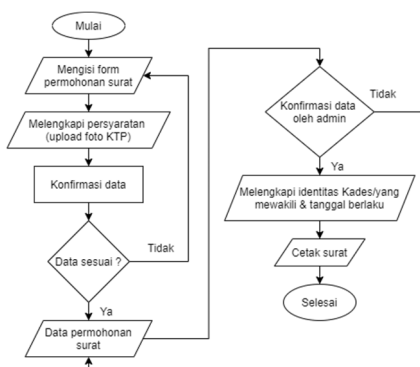 Mulai
Mengisi form
permohonan surat
Melengkapi persyaratan
(upload foto KTP)
Konfirmasi data
Data sesuai ?
Tidak
Ya
Data permohonan
surat
Konfirmasi data
oleh admin
Tidak
Ya
Melengkapi identitas Kades/yang
mewakili & tanggal berlaku
Cetak surat
Selesai